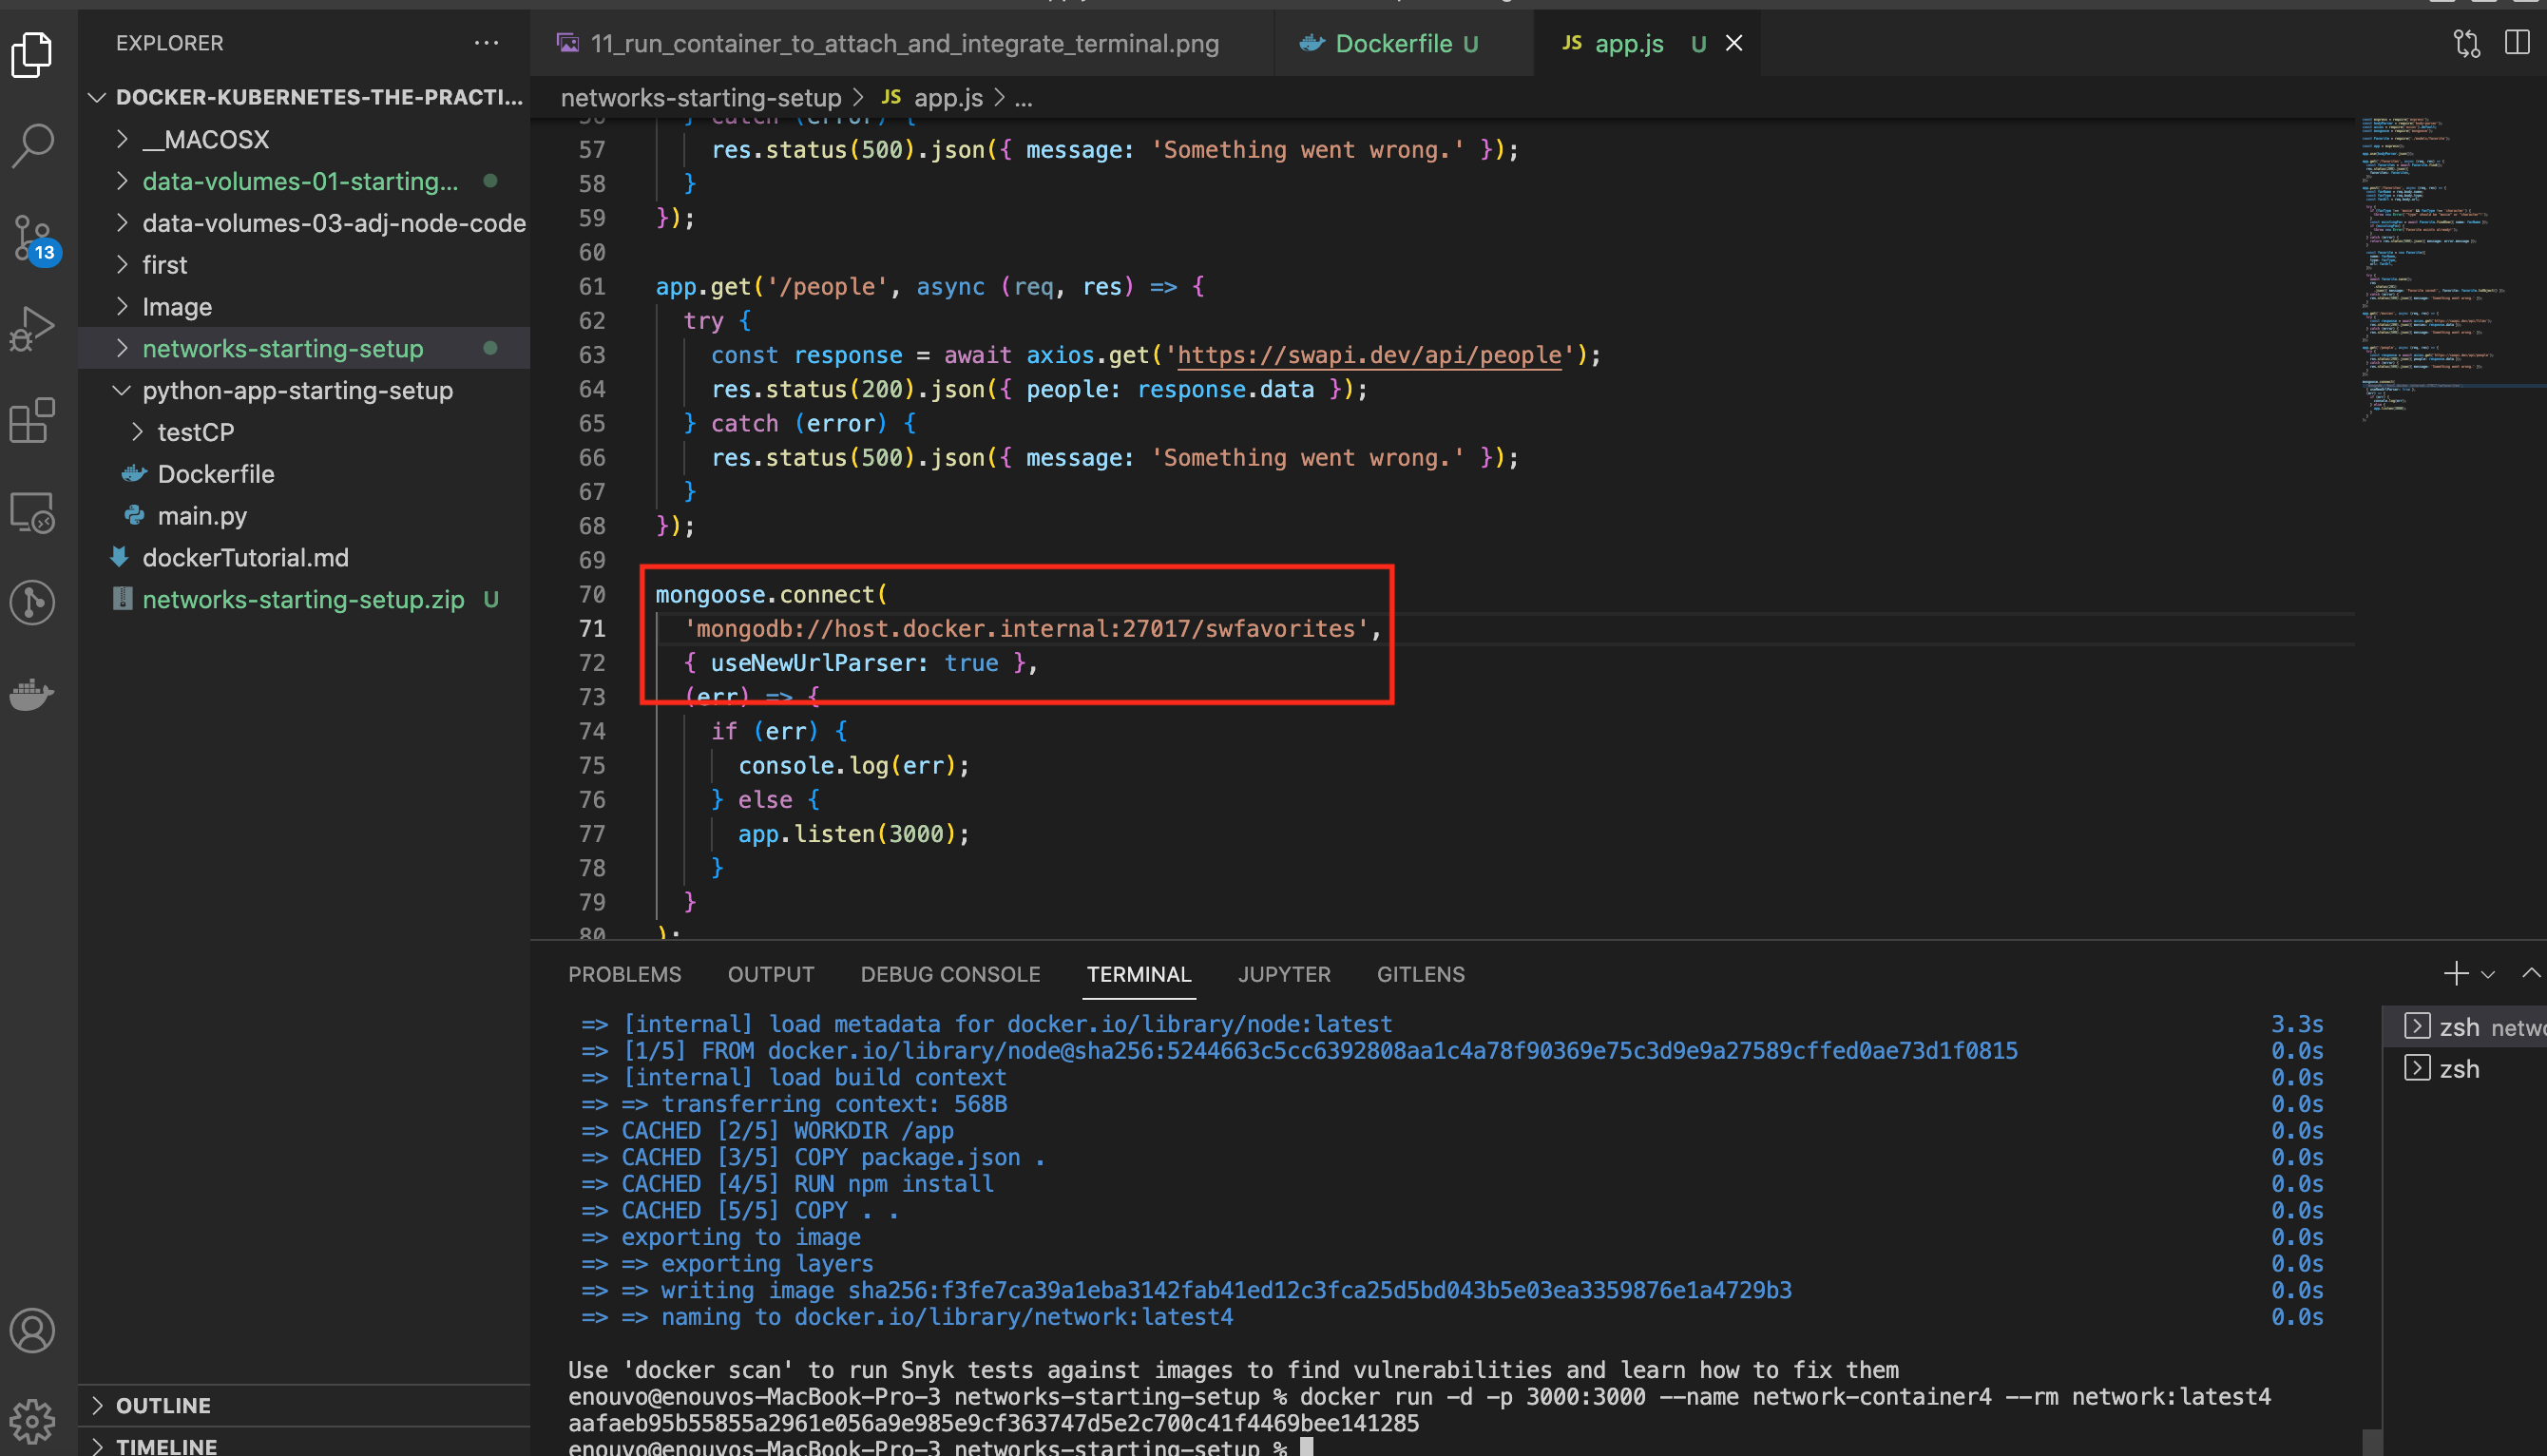 EXPLORER
11_run_container_to_attach_and_integrate_terminal.png
Dockerfile U
JS app.js U
DOCKER-KUBERNETES-THE-PRACTI...
__MACOSX
data-volumes-01-starting...
data-volumes-03-adj-node-code
first
Image
networks-starting-setup
python-app-starting-setup
testCP
Dockerfile
main.py
dockerTutorial.md
networks-starting-setup.zip U
13
OUTLINE
TIMELINE
networks-starting-setup > JS app.js > ...
56 } catch (error) {
57 res.status(500).json({ message: 'Something went wrong.' });
58 }
59 });
60
61 app.get('/people', async (req, res) => {
62 try {
63 const response = await axios.get('https://swapi.dev/api/people');
64 res.status(200).json({ people: response.data });
65 } catch (error) {
66 res.status(500).json({ message: 'Something went wrong.' });
67 }
68 });
69
70 mongoose.connect(
71 'mongodb://host.docker.internal:27017/swfavorites',
72 { useNewUrlParser: true },
73 (err) => {
74 if (err) {
75 console.log(err);
76 } else {
77 app.listen(3000);
78 }
79 }
80 );
PROBLEMS OUTPUT DEBUG CONSOLE TERMINAL JUPYTER GITLENS
=> [internal] load metadata for docker.io/library/node:latest 3.3s
=> [1/5] FROM docker.io/library/node@sha256:5244663c5cc6392808aa1c4a78f90369e75c3d9e9a27589cffed0ae73d1f0815 0.0s
=> [internal] load build context 0.0s
=> => transferring context: 568B 0.0s
=> CACHED [2/5] WORKDIR /app 0.0s
=> CACHED [3/5] COPY package.json . 0.0s
=> CACHED [4/5] RUN npm install 0.0s
=> CACHED [5/5] COPY . . 0.0s
=> exporting to image 0.0s
=> => exporting layers 0.0s
=> => writing image sha256:f3fe7ca39a1eba3142fab41ed12c3fca25d5bd043b5e03ea3359876e1a4729b3 0.0s
=> => naming to docker.io/library/network:latest4 0.0s
Use 'docker scan' to run Snyk tests against images to find vulnerabilities and learn how to fix them
enouvo@enouvos-MacBook-Pro-3 networks-starting-setup % docker run -d -p 3000:3000 --name network-container4 --rm network:latest4
aafaeb95b55855a2961e056a9e985e9cf363747d5e2c700c41f4469bee141285
enouvo@enouvos-MacBook-Pro-3 networks-starting-setup %
zsh netwo
zsh